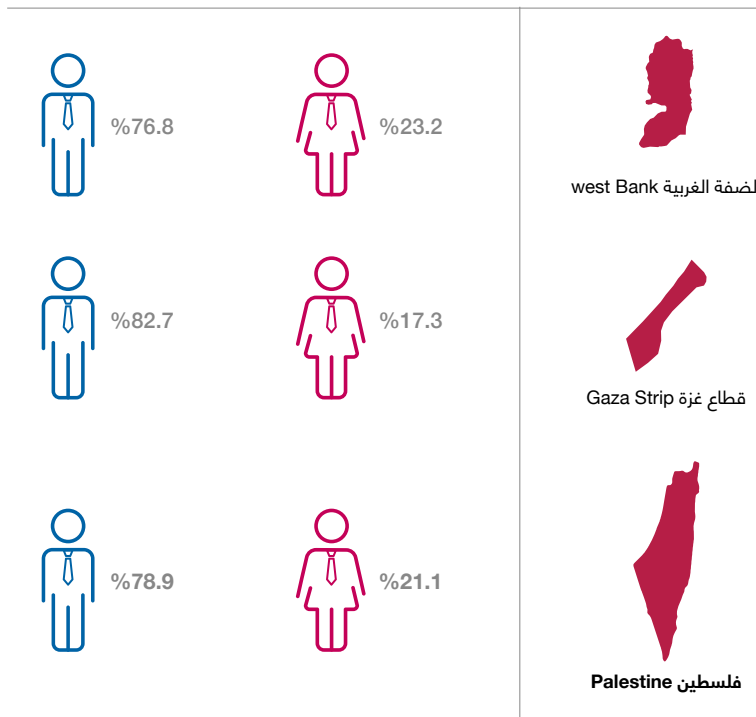 %76.8 %23.2
لضفة الغربية west Bank
%82.7 %17.3
قطاع غزة Gaza Strip
%78.9 %21.1
فلسطين Palestine